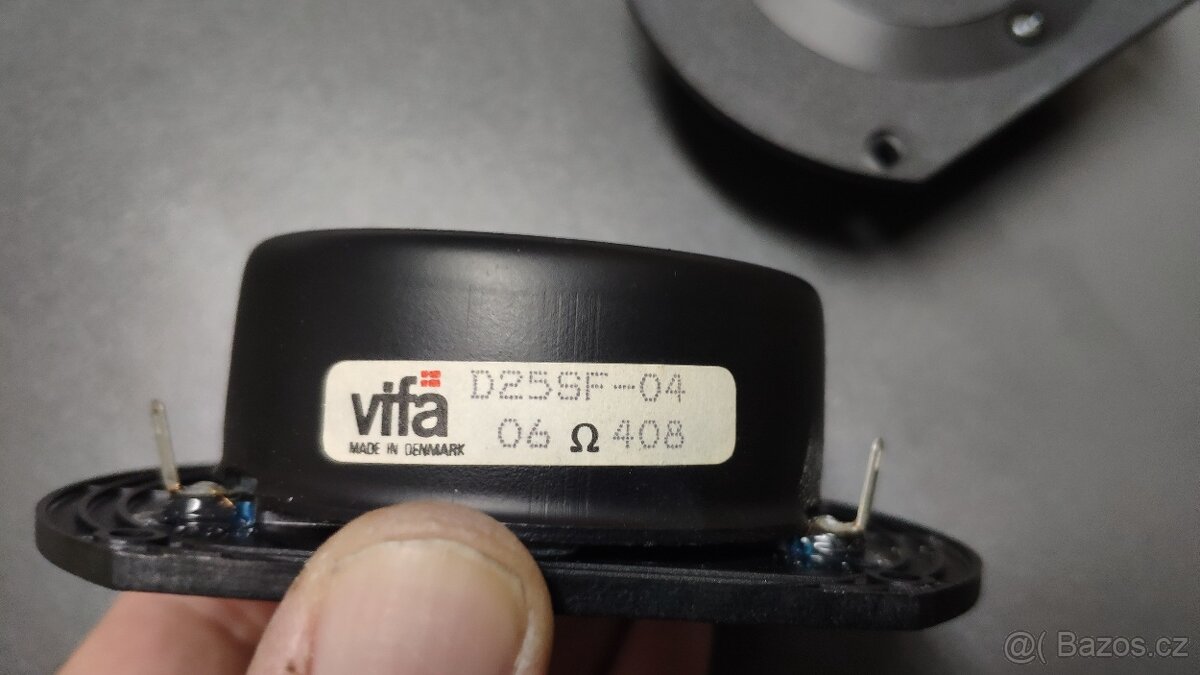 vifa D25SF-04
06 Ω 408
MADE IN DENMARK
@( Bazos.cz